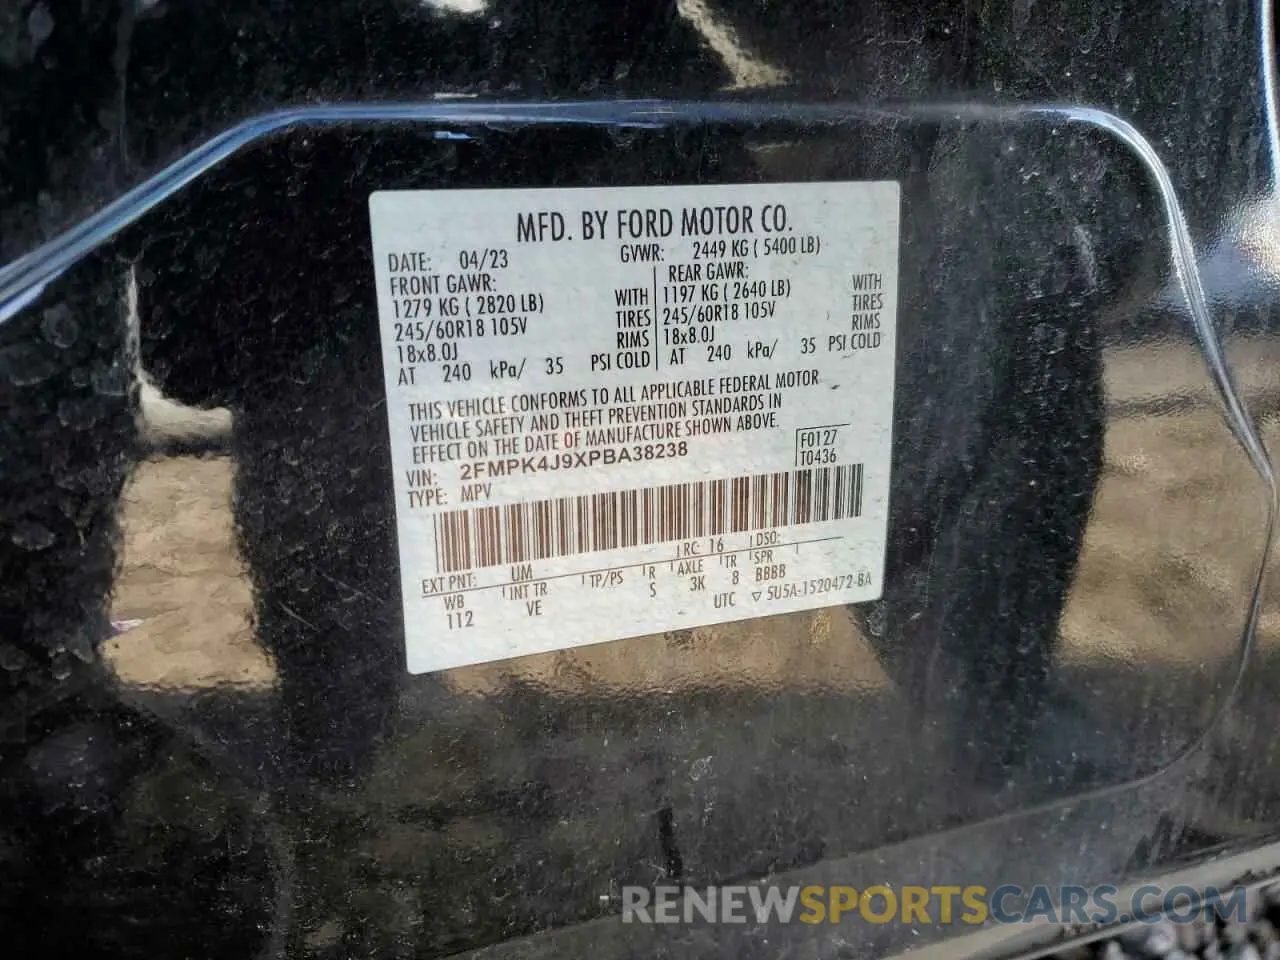 MFD. BY FORD MOTOR CO.
DATE: 04/23 GVWR: 2449 KG ( 5400 LB)
FRONT GAWR: REAR GAWR:
1279 KG ( 2820 LB) WITH 1197 KG ( 2640 LB) WITH
245/60R18 105V TIRES 245/60R18 105V TIRES
18x8.0J RIMS 18x8.0J RIMS
AT 240 kPa/ 35 PSI COLD AT 240 kPa/ 35 PSI COLD
THIS VEHICLE CONFORMS TO ALL APPLICABLE FEDERAL MOTOR
VEHICLE SAFETY AND THEFT PREVENTION STANDARDS IN
EFFECT ON THE DATE OF MANUFACTURE SHOWN ABOVE.
VIN: 2FMPK4J9XPBA38238 F0127
TYPE: MPV T0436
EXT PNT: UM RC: 16 DSO:
WB INT TR TP/PS R AXLE TR SPR
112 VE S 3K 8 BBBB
UTC ▽ 5U5A-1520472-BA
RENEWSPORTSCARS.COM